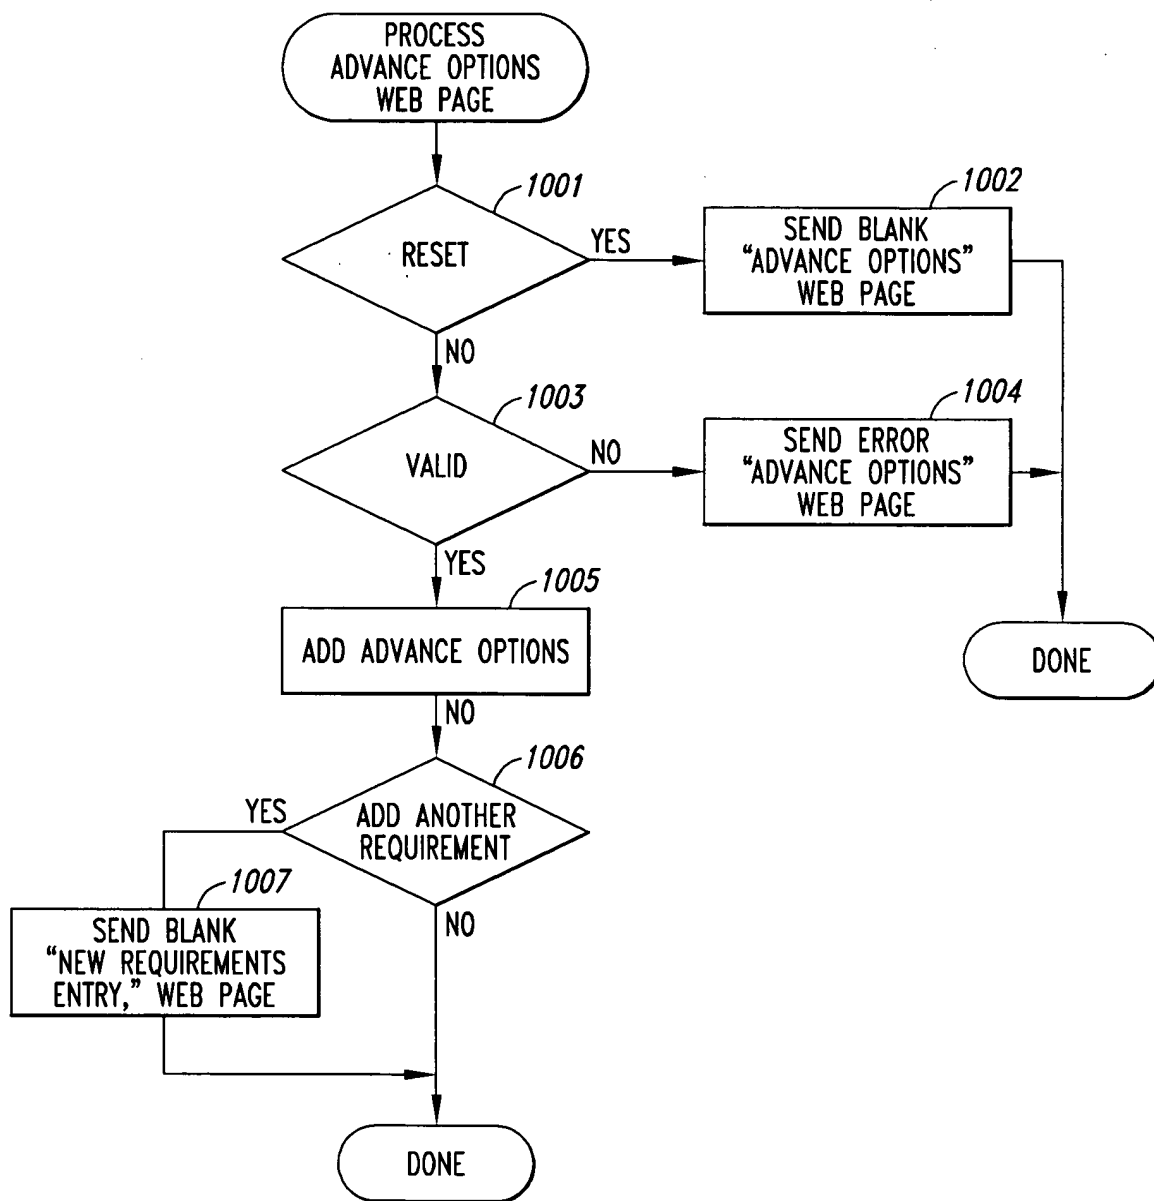 PROCESS
ADVANCE OPTIONS
WEB PAGE
1001
RESET
YES
1002
SEND BLANK
“ADVANCE OPTIONS”
WEB PAGE
NO
1003
VALID
NO
1004
SEND ERROR
“ADVANCE OPTIONS”
WEB PAGE
YES
1005
ADD ADVANCE OPTIONS
DONE
NO
1006
ADD ANOTHER
REQUIREMENT
YES
1007
SEND BLANK
“NEW REQUIREMENTS
ENTRY,” WEB PAGE
NO
DONE